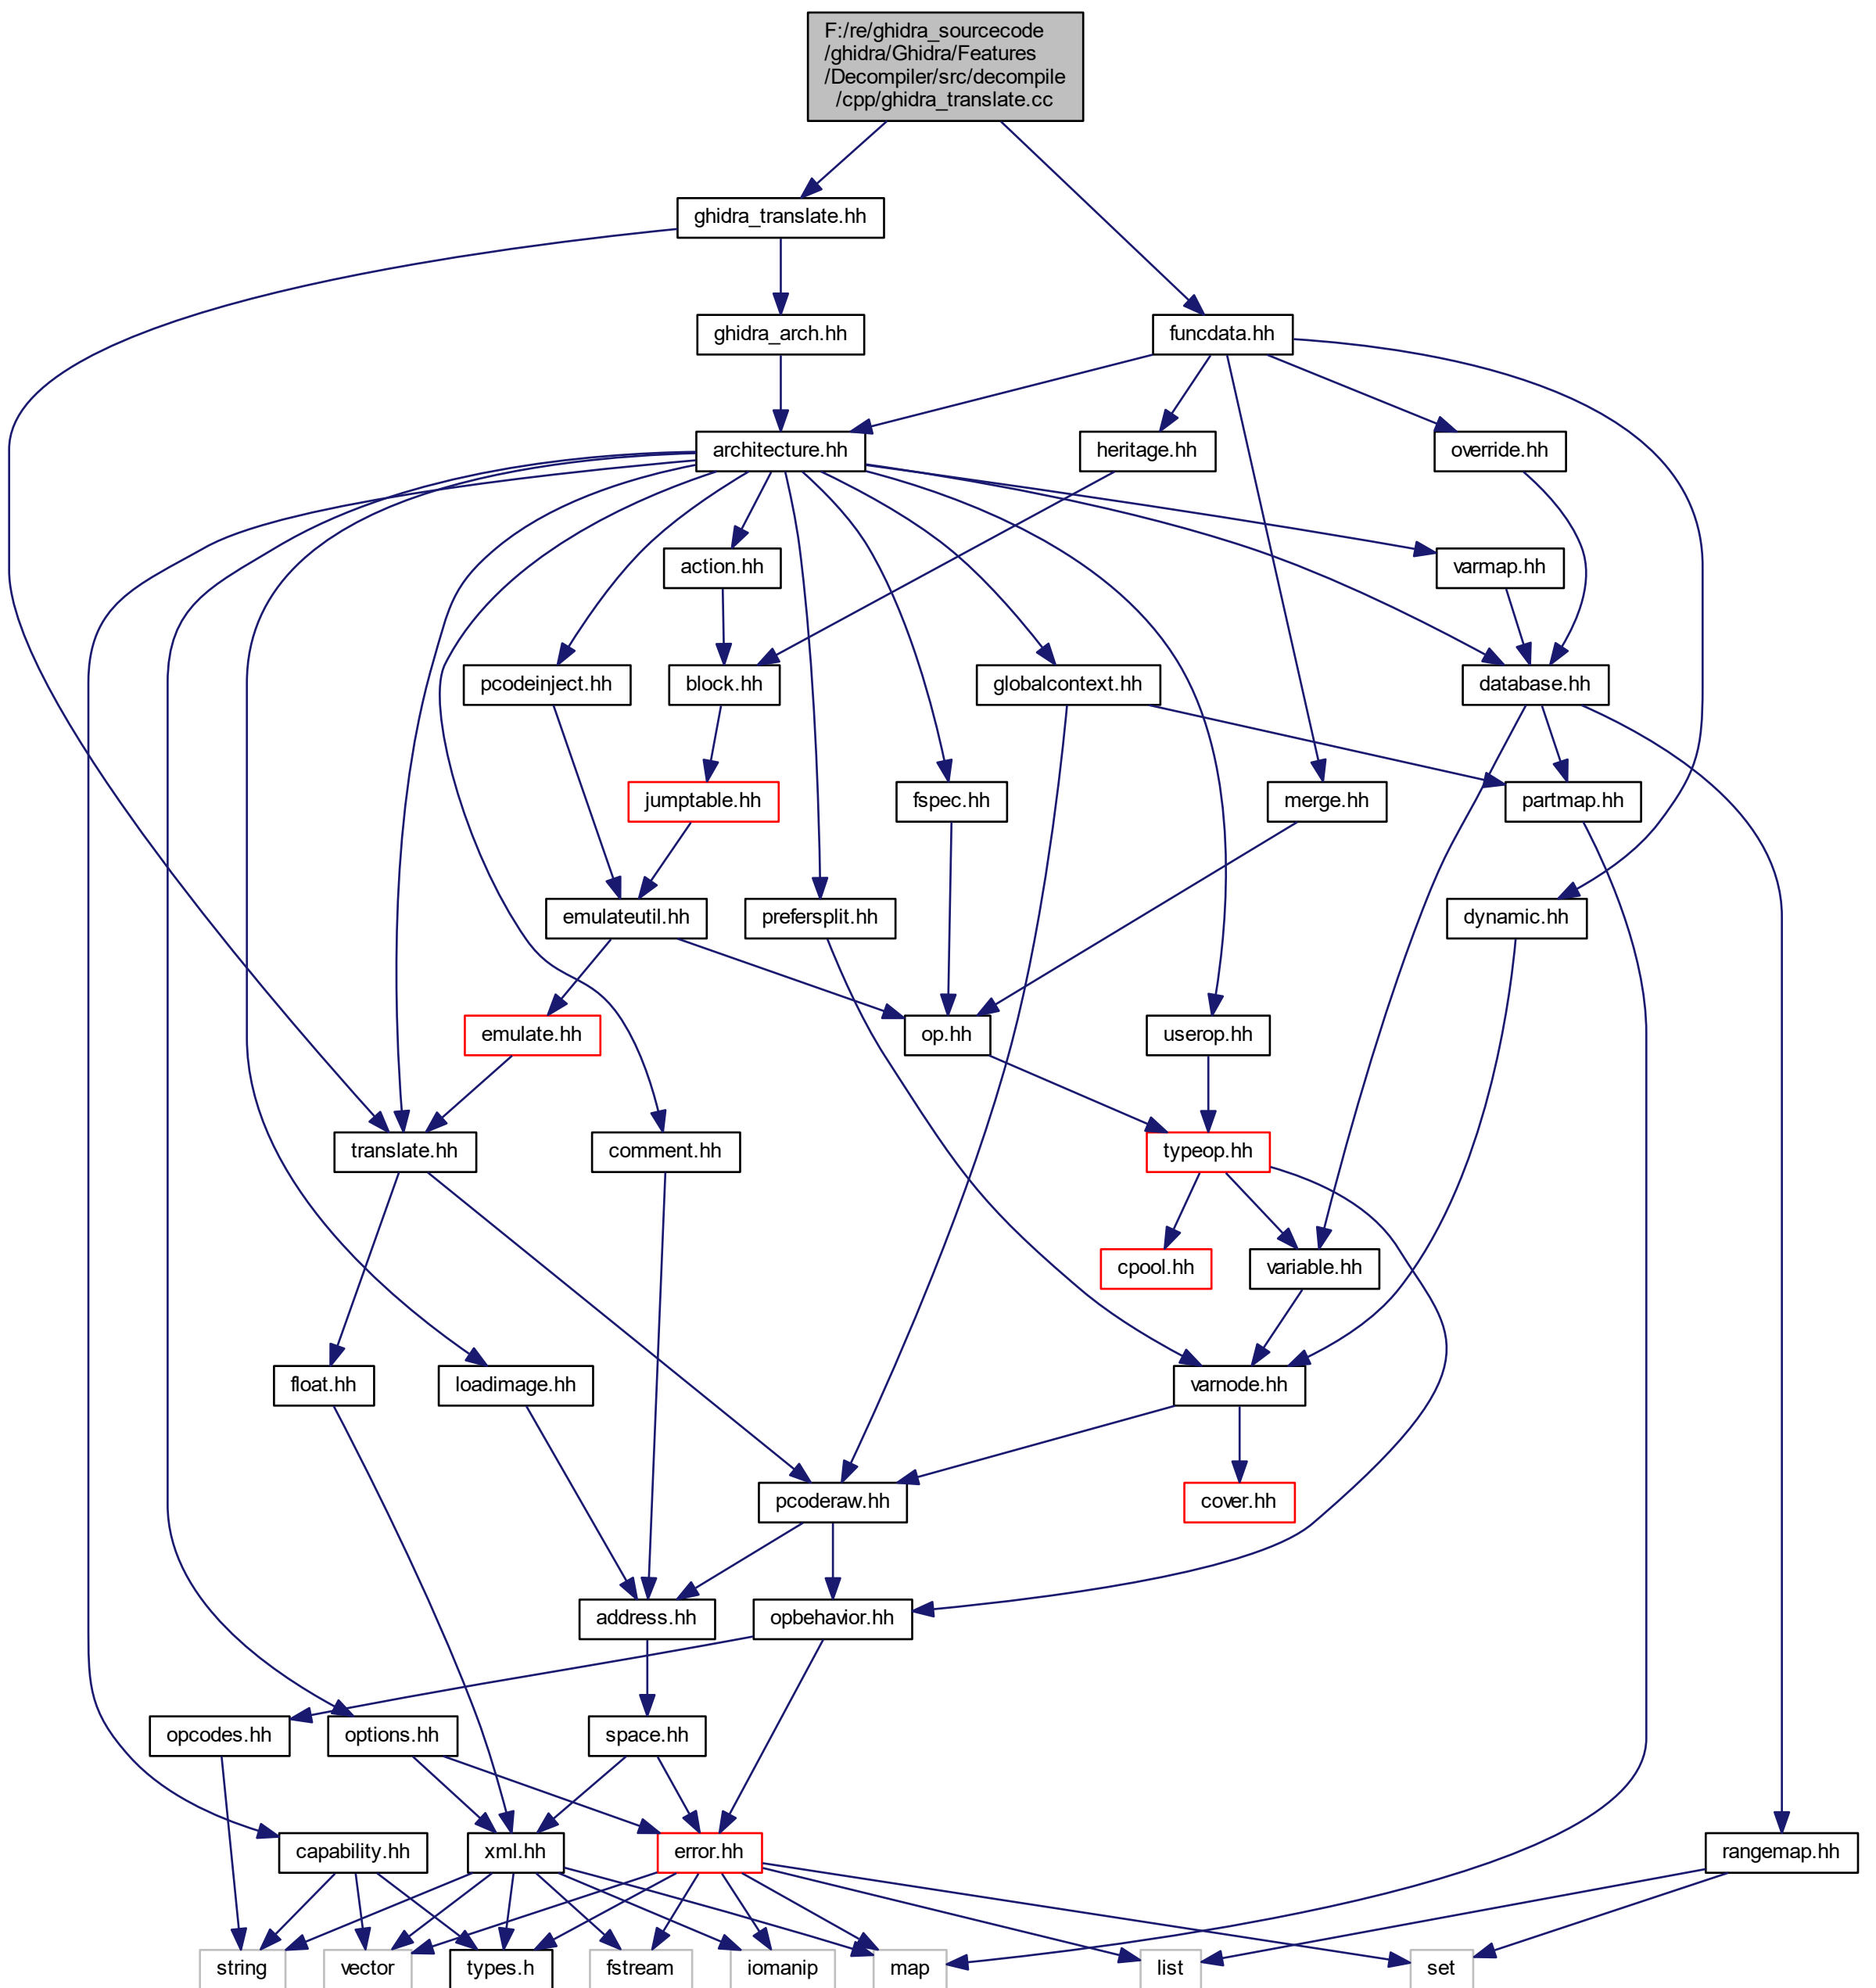 F:/re/ghidra_sourcecode
/ghidra/Ghidra/Features
/Decompiler/src/decompile
/cpp/ghidra_translate.cc
ghidra_translate.hh
ghidra_arch.hh
funcdata.hh
architecture.hh
heritage.hh
override.hh
action.hh
varmap.hh
pcodeinject.hh
block.hh
globalcontext.hh
database.hh
jumptable.hh
fspec.hh
merge.hh
partmap.hh
emulateutil.hh
prefersplit.hh
dynamic.hh
emulate.hh
op.hh
userop.hh
translate.hh
comment.hh
typeop.hh
cpool.hh
variable.hh
float.hh
loadimage.hh
varnode.hh
pcoderaw.hh
cover.hh
address.hh
opbehavior.hh
opcodes.hh
options.hh
space.hh
capability.hh
xml.hh
error.hh
rangemap.hh
string
vector
types.h
fstream
iomanip
map
list
set